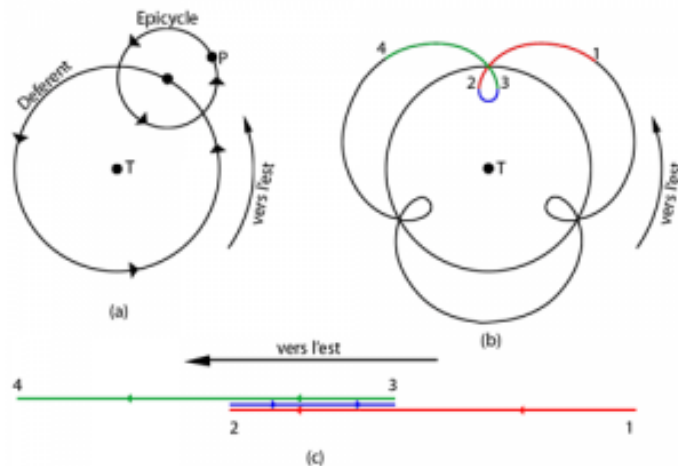 Epicycle
P
Deferent
T
vers l'est
(a)
4
1
2
3
T
vers l'est
(b)
vers l'est
4
3
2
1
(c)